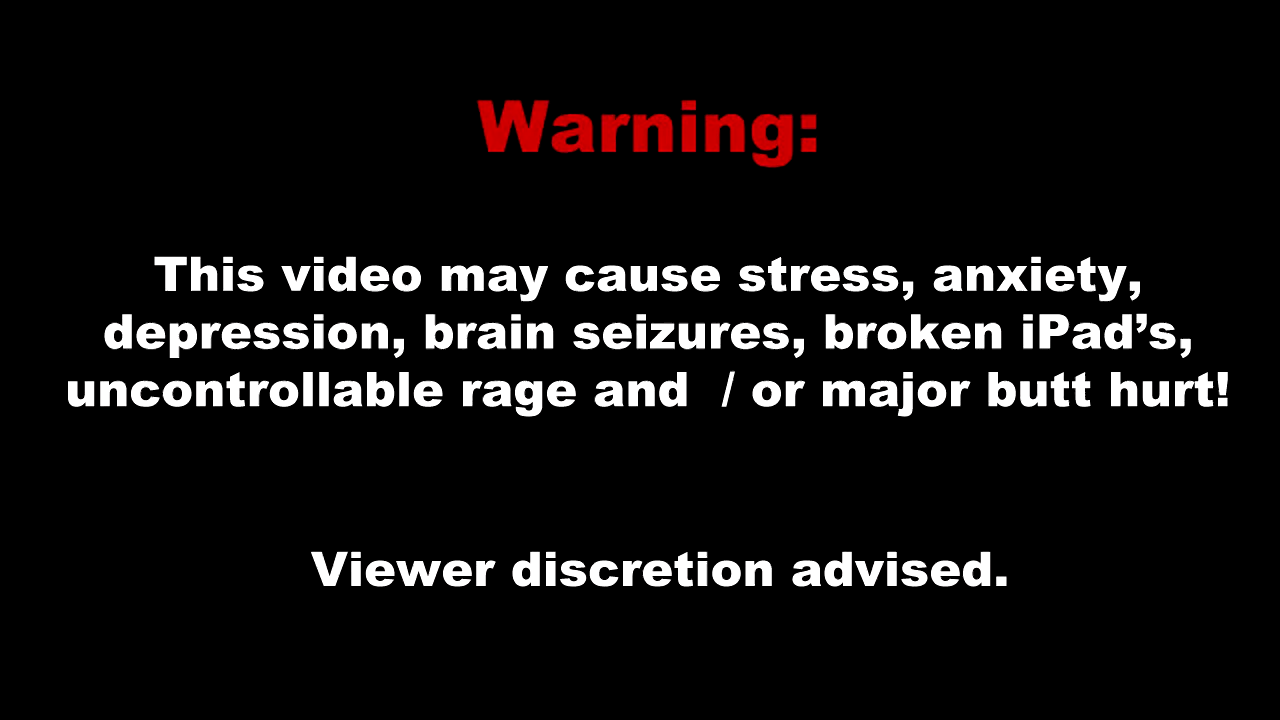 Warning:
This video may cause stress, anxiety,
depression, brain seizures, broken iPad’s,
uncontrollable rage and  / or major butt hurt!
Viewer discretion advised.